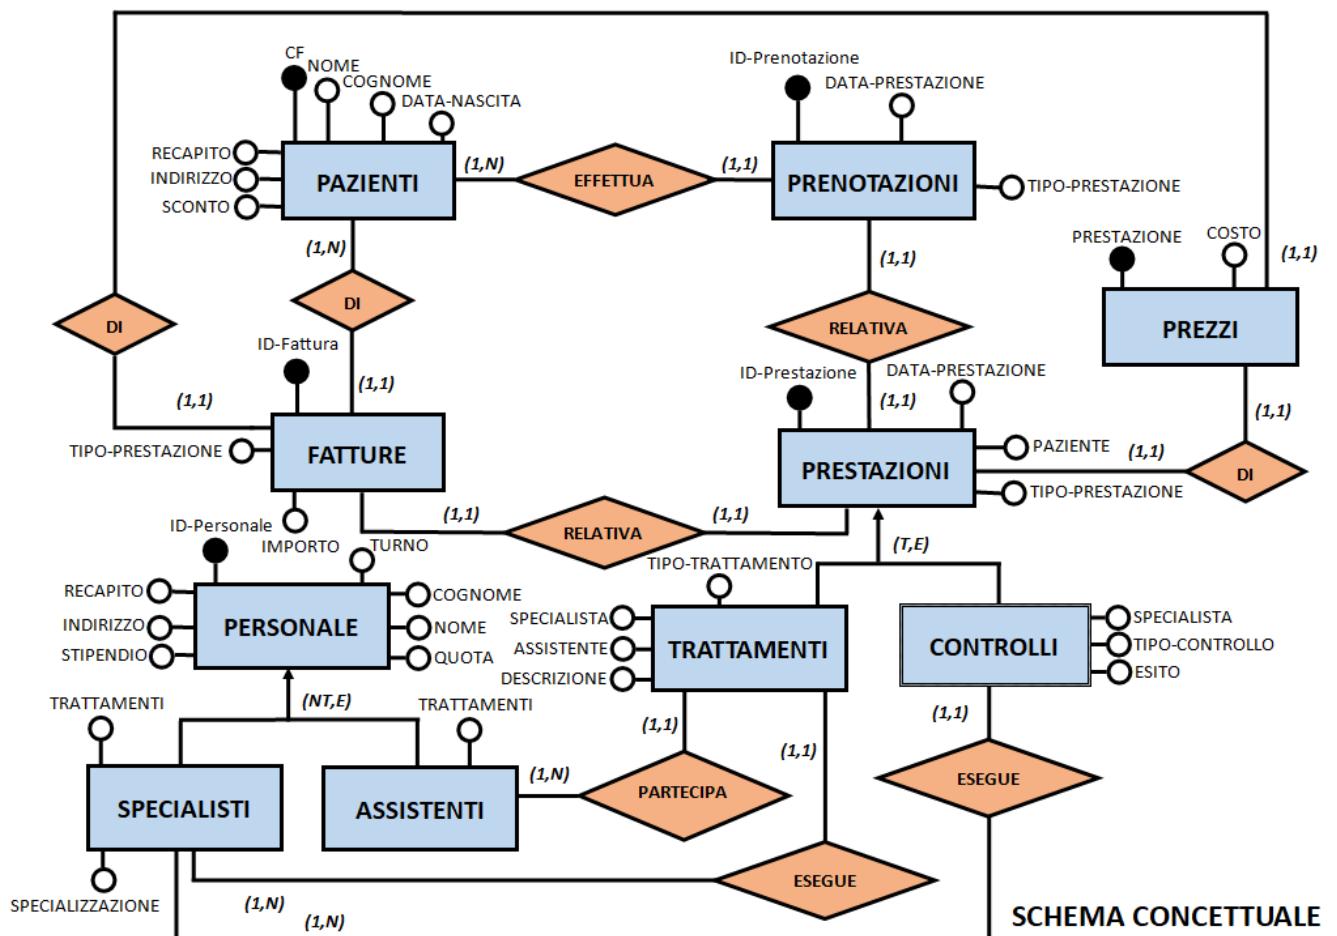 CF
NOME
COGNOME
DATA-NASCITA
RECAPITO
INDIRIZZO
SCONTO
PAZIENTI
(1,N)
EFFETTUA
(1,1)
ID-Prenotazione
DATA-PRESTAZIONE
PRENOTAZIONI
TIPO-PRESTAZIONE
(1,N)
(1,1)
PRESTAZIONE
COSTO
(1,1)
PREZZI
DI
DI
RELATIVA
ID-Fattura
(1,1)
(1,1)
ID-Prestazione
DATA-PRESTAZIONE
(1,1)
(1,1)
TIPO-PRESTAZIONE
FATTURE
PRESTAZIONI
PAZIENTE
(1,1)
TIPO-PRESTAZIONE
DI
IMPORTO
(1,1)
RELATIVA
(1,1)
(T,E)
ID-Personale
TURNO
RECAPITO
INDIRIZZO
STIPENDIO
PERSONALE
COGNOME
NOME
QUOTA
TIPO-TRATTAMENTO
SPECIALISTA
ASSISTENTE
DESCRIZIONE
TRATTAMENTI
CONTROLLI
SPECIALISTA
TIPO-CONTROLLO
ESITO
TRATTAMENTI
(NT,E)
TRATTAMENTI
(1,1)
(1,1)
(1,1)
SPECIALISTI
ASSISTENTI
(1,N)
PARTECIPA
ESEGUE
ESEGUE
SPECIALIZZAZIONE
(1,N)
(1,N)
SCHEMA CONCETTUALE